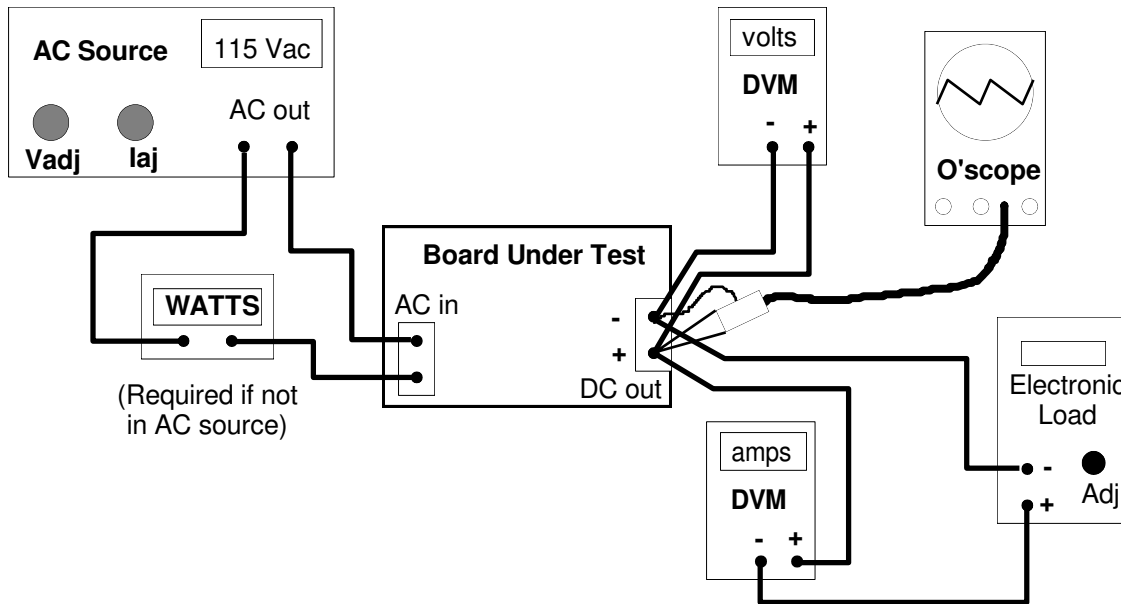 AC Source
115 Vac
AC out
Vadj
Iaj
volts
DVM
- +
O'scope
WATTS
(Required if not
in AC source)
Board Under Test
AC in
-
+
DC out
amps
DVM
- +
Electronic
Load
-
+
Adj